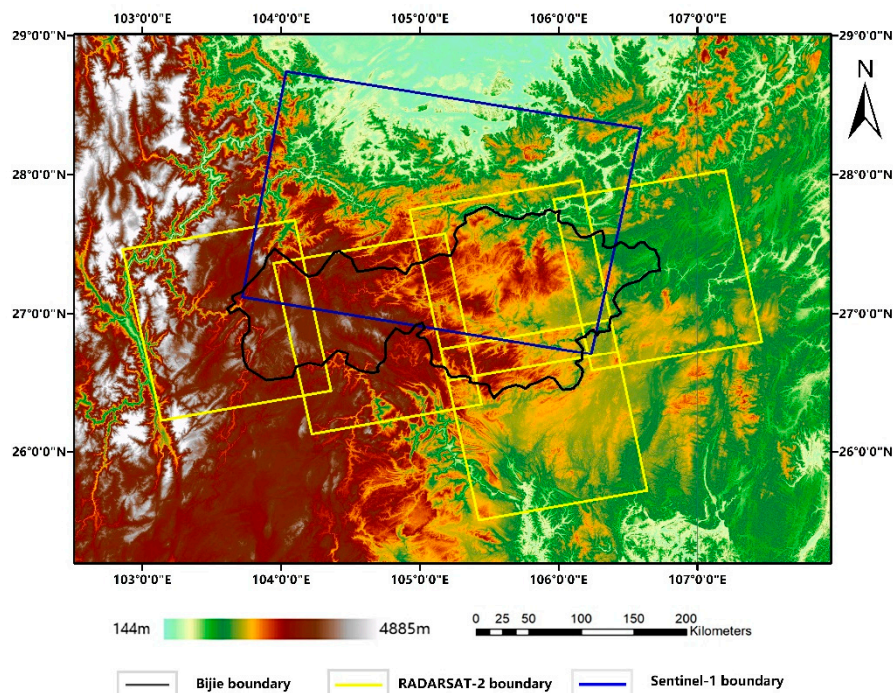 103°0'0"E 104°0'0"E 105°0'0"E 106°0'0"E 107°0'0"E
29°0'0"N 29°0'0"N
N
28°0'0"N 28°0'0"N
27°0'0"N 27°0'0"N
26°0'0"N 26°0'0"N
103°0'0"E 104°0'0"E 105°0'0"E 106°0'0"E 107°0'0"E
144m 4885m
0 25 50 100 150 200
Kilometers
Bijie boundary RADARSAT-2 boundary Sentinel-1 boundary